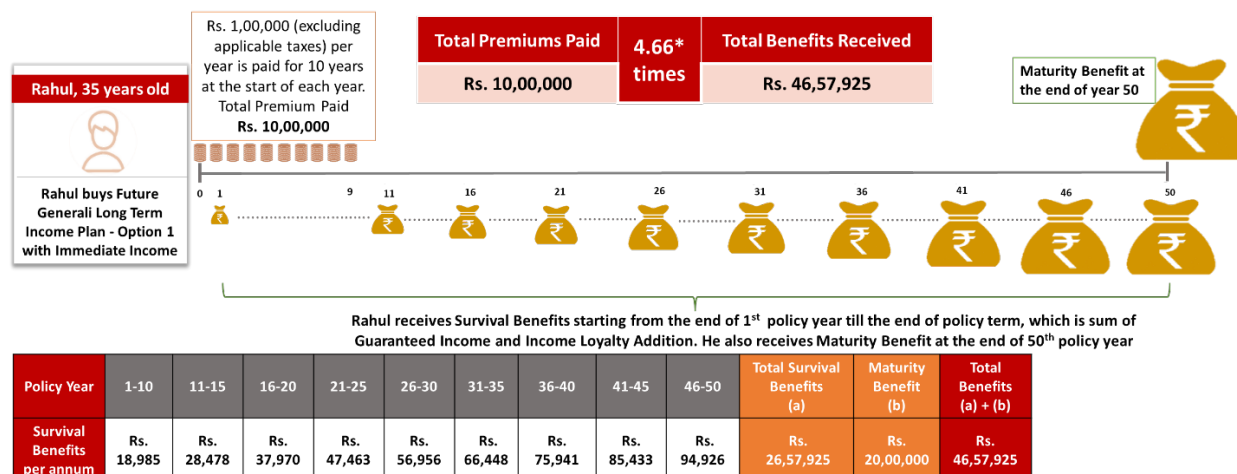 Rahul, 35 years old
Rahul buys Future
Generali Long Term
Income Plan - Option 1
with Immediate Income
Rs. 1,00,000 (excluding
applicable taxes) per
year is paid for 10 years
at the start of each year.
Total Premium Paid
Rs. 10,00,000
Total Premiums Paid
Rs. 10,00,000
4.66*
times
Total Benefits Received
Rs. 46,57,925
Maturity Benefit at
the end of year 50
₹
0 1 9 11 16 21 26 31 36 41 46 50
₹ ₹ ₹ ₹ ₹ ₹ ₹ ₹ ₹ ₹
Rahul receives Survival Benefits starting from the end of 1st policy year till the end of policy term, which is sum of
Guaranteed Income and Income Loyalty Addition. He also receives Maturity Benefit at the end of 50th policy year
Policy Year 1-10 11-15 16-20 21-25 26-30 31-35 36-40 41-45 46-50
Total Survival
Benefits
(a)
Maturity
Benefit
(b)
Total
Benefits
(a) + (b)
Survival
Benefits
per annum
Rs.
18,985
Rs.
28,478
Rs.
37,970
Rs.
47,463
Rs.
56,956
Rs.
66,448
Rs.
75,941
Rs.
85,433
Rs.
94,926
Rs.
26,57,925
Rs.
20,00,000
Rs.
46,57,925